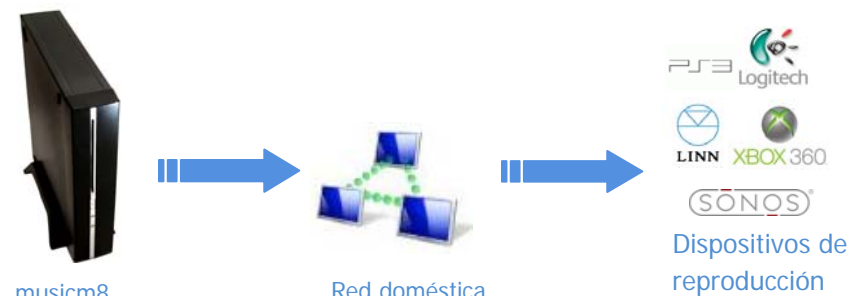 PS3
Logitech
LINN XBOX 360
SONOS
Dispositivos de
reproducción
musicm8
Red doméstica